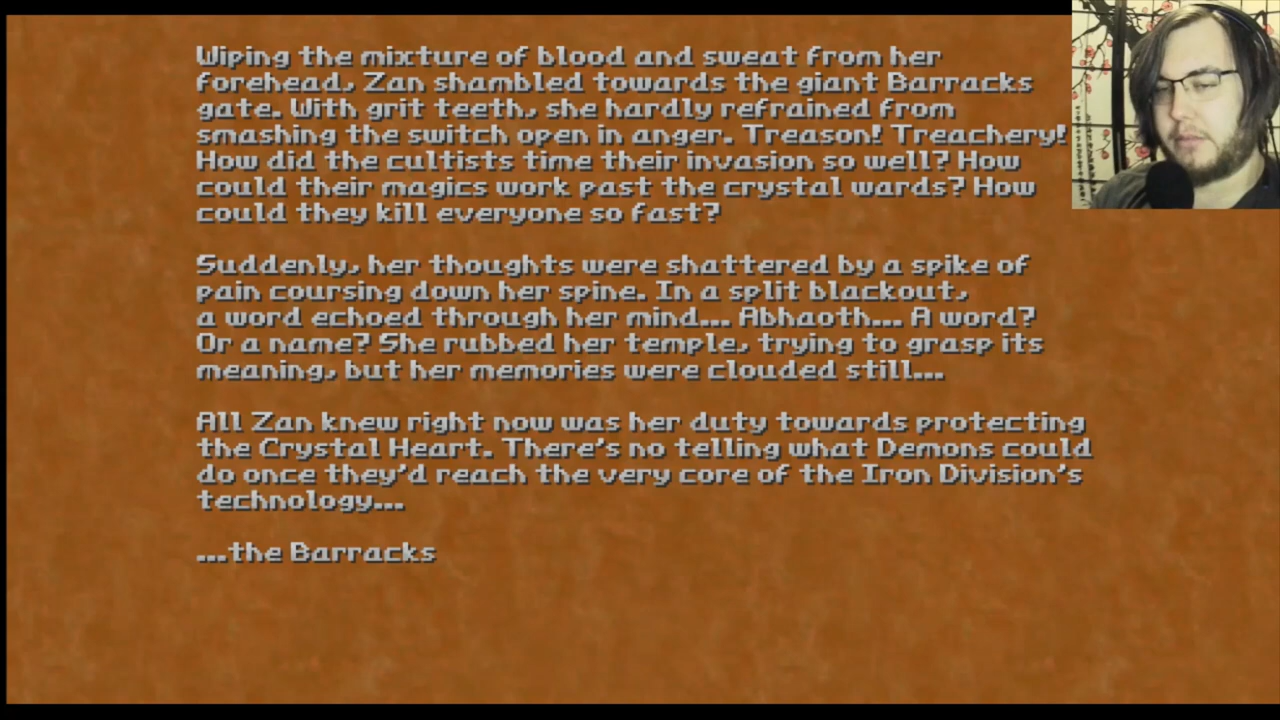 Wiping the mixture of blood and sweat from her
forehead, Zan shambled towards the giant Barracks
gate. With grit teeth, she hardly refrained from
smashing the switch open in anger. Treason! Treachery!
How did the cultists time their invasion so well? How
could their magics work past the crystal wards? How
could they kill everyone so fast?
Suddenly, her thoughts were shattered by a spike of
pain coursing down her spine. In a split blackout,
a word echoed through her mind... Abhaoth... A word?
Or a name? She rubbed her temple, trying to grasp its
meaning, but her memories were clouded still...
All Zan knew right now was her duty towards protecting
the Crystal Heart. There's no telling what Demons could
do once they'd reach the very core of the Iron Division's
technology...
...the Barracks